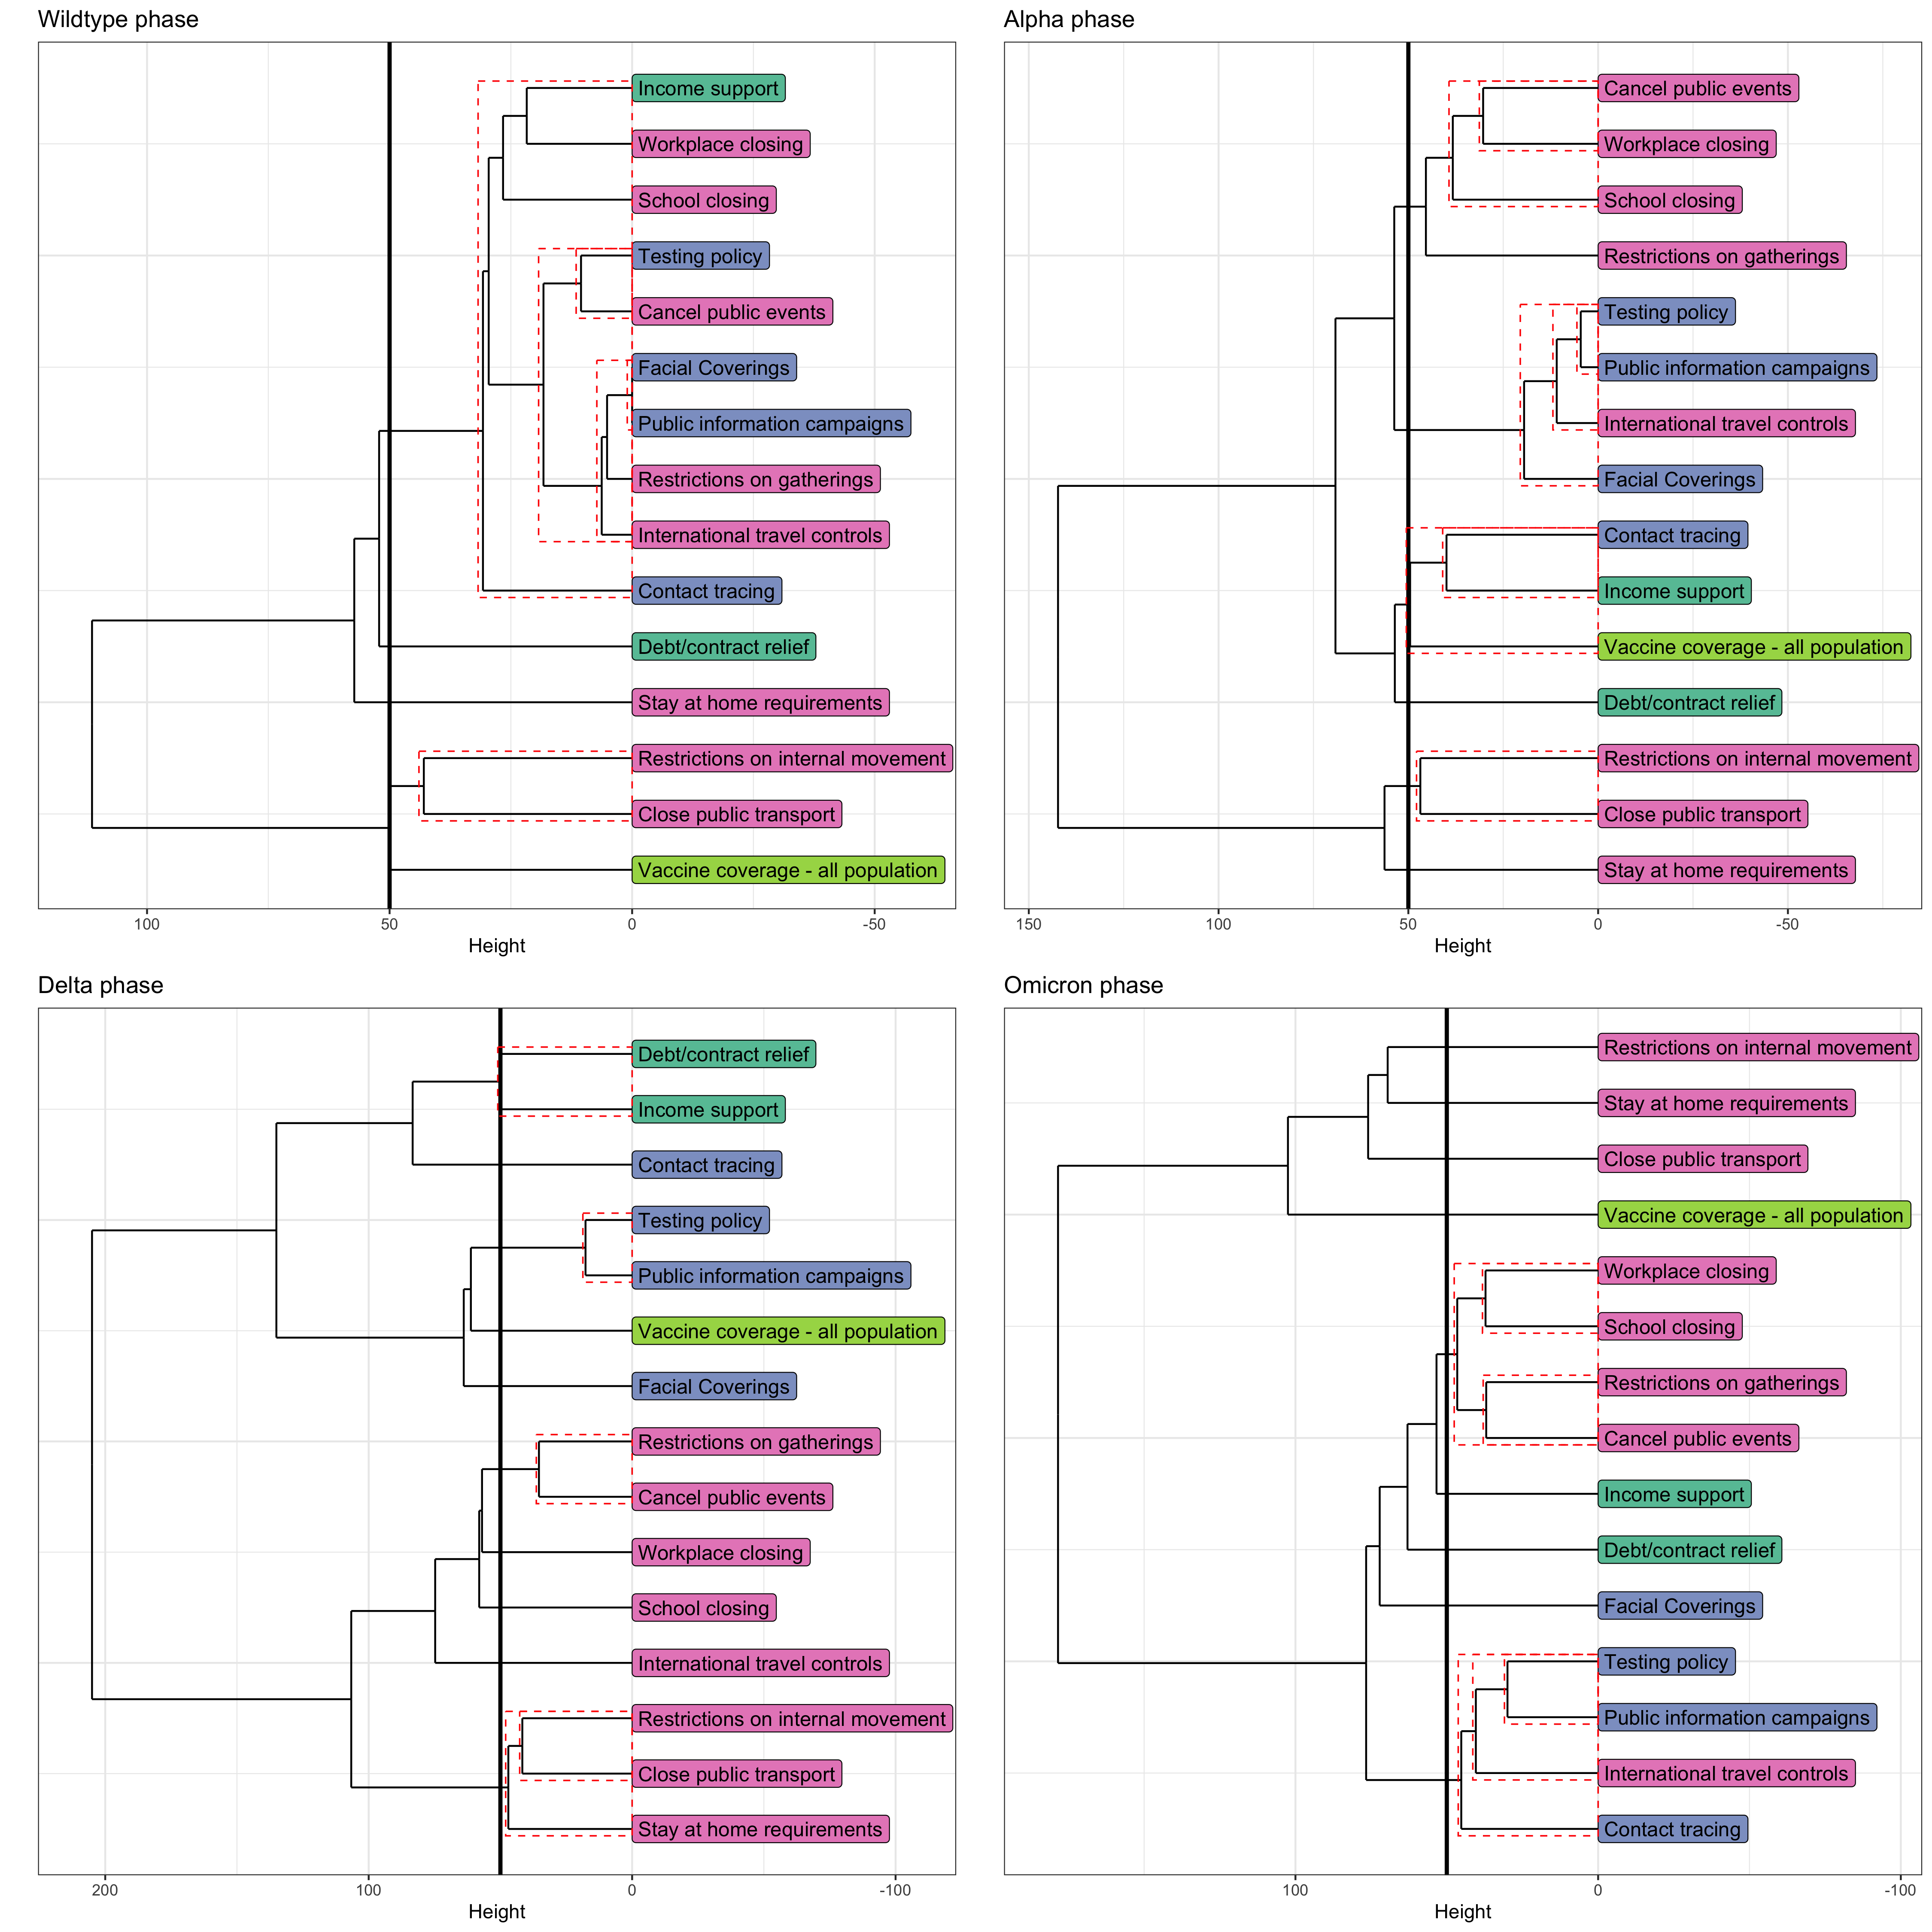 Wildtype phase
Income support
Workplace closing
School closing
Testing policy
Cancel public events
Facial Coverings
Public information campaigns
Restrictions on gatherings
International travel controls
Contact tracing
Debt/contract relief
Stay at home requirements
Restrictions on internal movement
Close public transport
Vaccine coverage - all population
100 50 0 -50
Height
Alpha phase
Cancel public events
Workplace closing
School closing
Restrictions on gatherings
Testing policy
Public information campaigns
International travel controls
Facial Coverings
Contact tracing
Income support
Vaccine coverage - all population
Debt/contract relief
Restrictions on internal movement
Close public transport
Stay at home requirements
150 100 50 0 -50
Height
Delta phase
Debt/contract relief
Income support
Contact tracing
Testing policy
Public information campaigns
Vaccine coverage - all population
Facial Coverings
Restrictions on gatherings
Cancel public events
Workplace closing
School closing
International travel controls
Restrictions on internal movement
Close public transport
Stay at home requirements
200 100 0 -100
Height
Omicron phase
Restrictions on internal movement
Stay at home requirements
Close public transport
Vaccine coverage - all population
Workplace closing
School closing
Restrictions on gatherings
Cancel public events
Income support
Debt/contract relief
Facial Coverings
Testing policy
Public information campaigns
International travel controls
Contact tracing
100 0 -100
Height